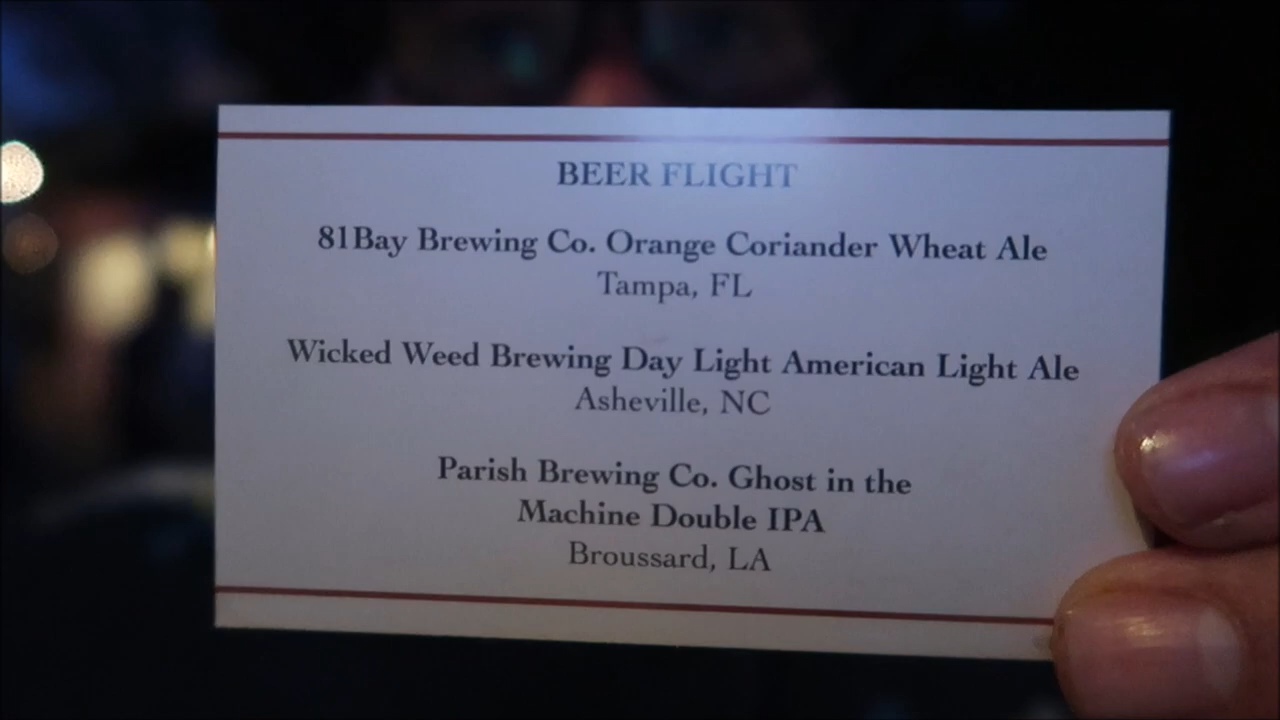 BEER FLIGHT
81Bay Brewing Co. Orange Coriander Wheat Ale
Tampa, FL
Wicked Weed Brewing Day Light American Light Ale
Asheville, NC
Parish Brewing Co. Ghost in the
Machine Double IPA
Broussard, LA